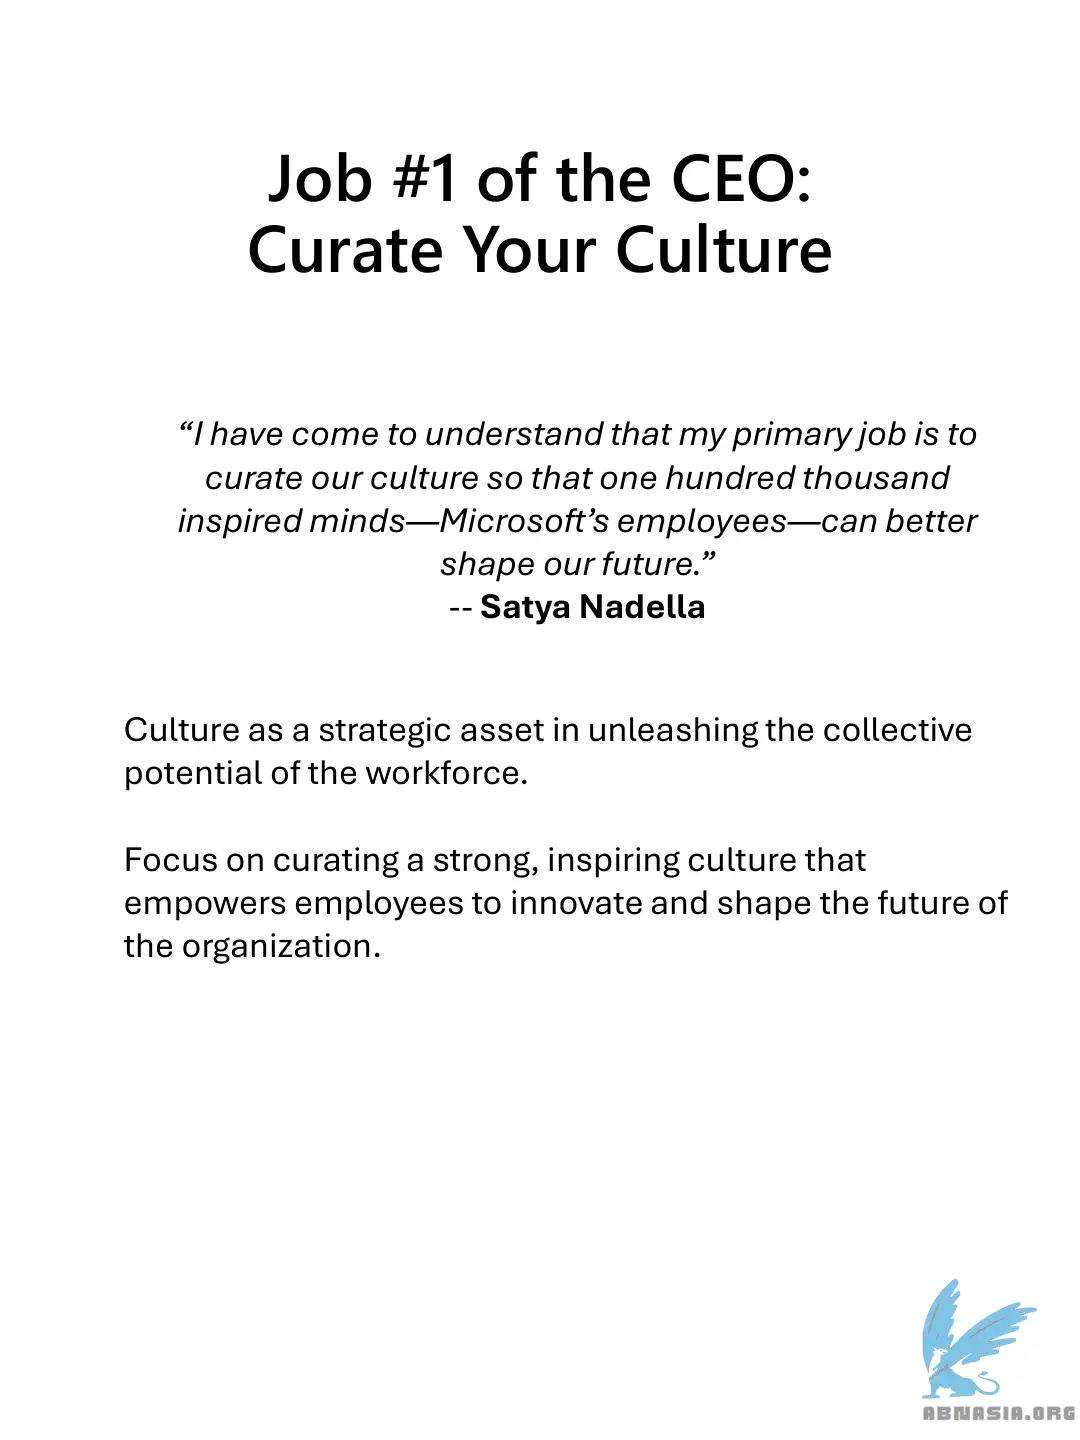 Job #1 of the CEO:
Curate Your Culture
“I have come to understand that my primary job is to
curate our culture so that one hundred thousand
inspired minds—Microsoft’s employees—can better
shape our future.”
-- Satya Nadella
Culture as a strategic asset in unleashing the collective
potential of the workforce.
Focus on curating a strong, inspiring culture that
empowers employees to innovate and shape the future of
the organization.
ABNASIA.ORG